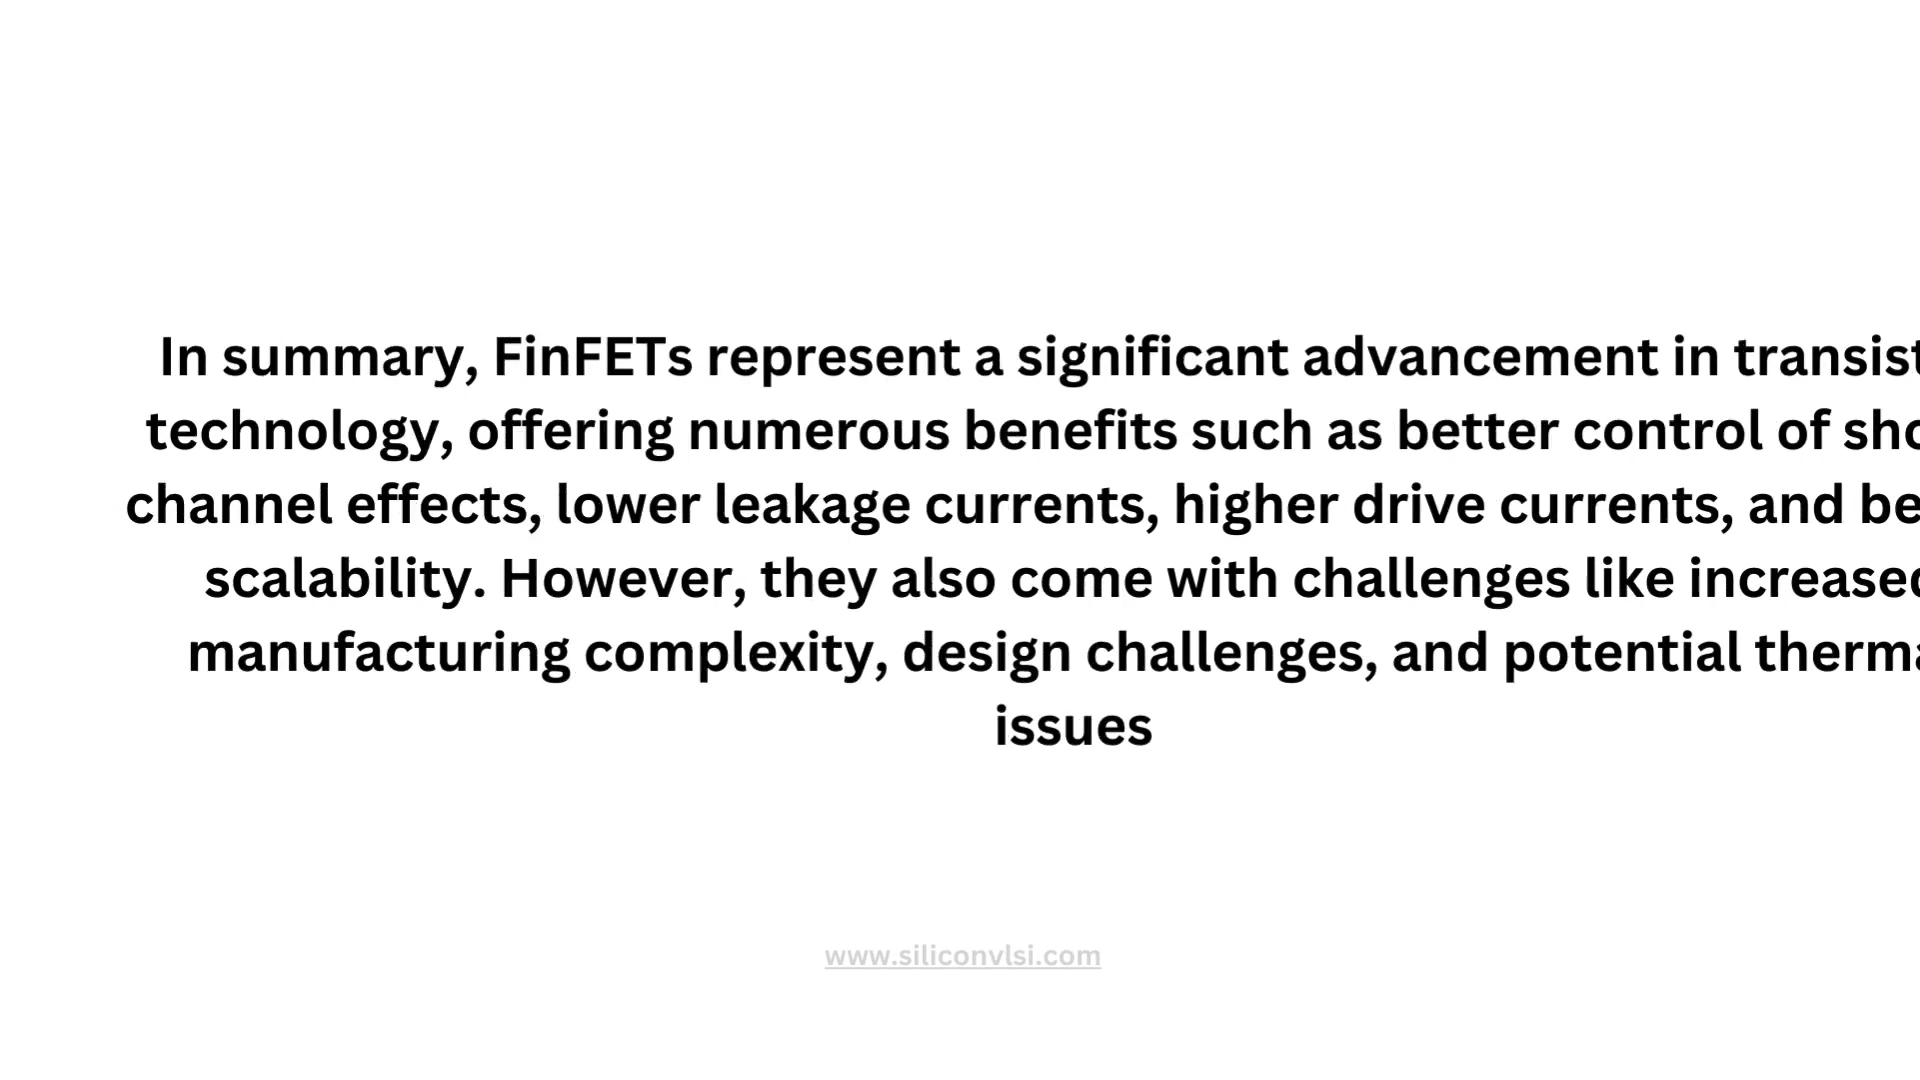 In summary, FinFETs represent a significant advancement in
technology, offering numerous benefits such as better control of
channel effects, lower leakage currents, higher drive currents, and
scalability. However, they also come with challenges like increased
manufacturing complexity, design challenges, and potential
issues
www.siliconvlsi.com